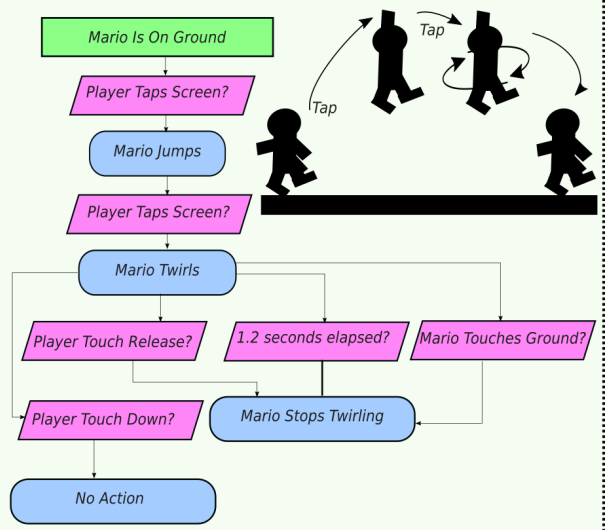 Mario Is On Ground
Player Taps Screen?
Mario Jumps
Player Taps Screen?
Mario Twirls
Player Touch Release?
1.2 seconds elapsed?
Mario Touches Ground?
Player Touch Down?
Mario Stops Twirling
No Action
Tap
Tap